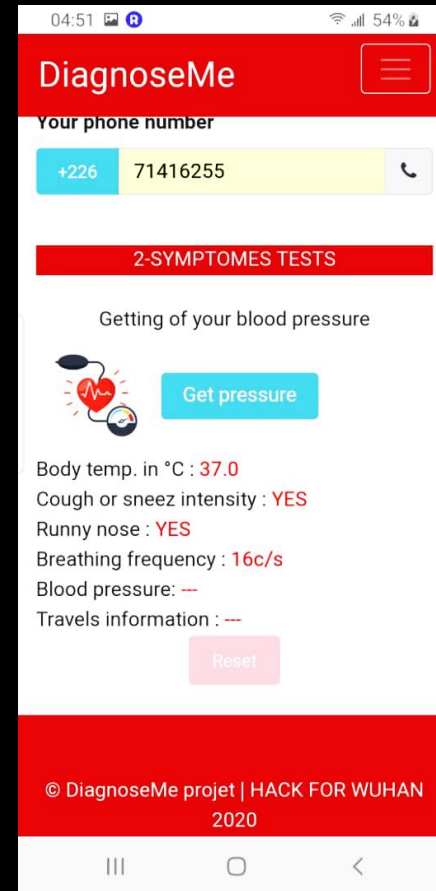 04:51 R 54%
DiagnoseMe
Your phone number
+226 71416255
2-SYMPTOMES TESTS
Getting of your blood pressure
Get pressure
Body temp. in °C : 37.0
Cough or sneez intensity : YES
Runny nose : YES
Breathing frequency : 16c/s
Blood pressure: ---
Travels information : ---
Reset
© DiagnoseMe projet | HACK FOR WUHAN
2020